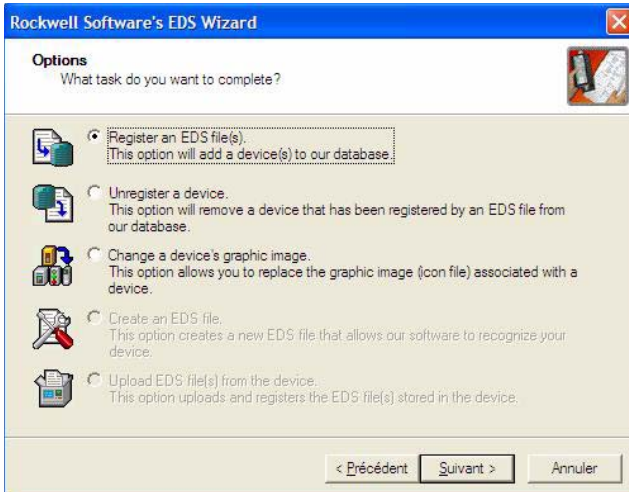 Rockwell Software's EDS Wizard
Options
What task do you want to complete?
Register an EDS file(s).
This option will add a device(s) to our database.
Unregister a device.
This option will remove a device that has been registered by an EDS file from
our database.
Change a device's graphic image.
This option allows you to replace the graphic image (icon file) associated with a
device.
Create an EDS file.
This option creates a new EDS file that allows our software to recognize your
device.
Upload EDS file(s) from the device.
This option uploads and registers the EDS file(s) stored in the device.
< Précédent
Suivant >
Annuler